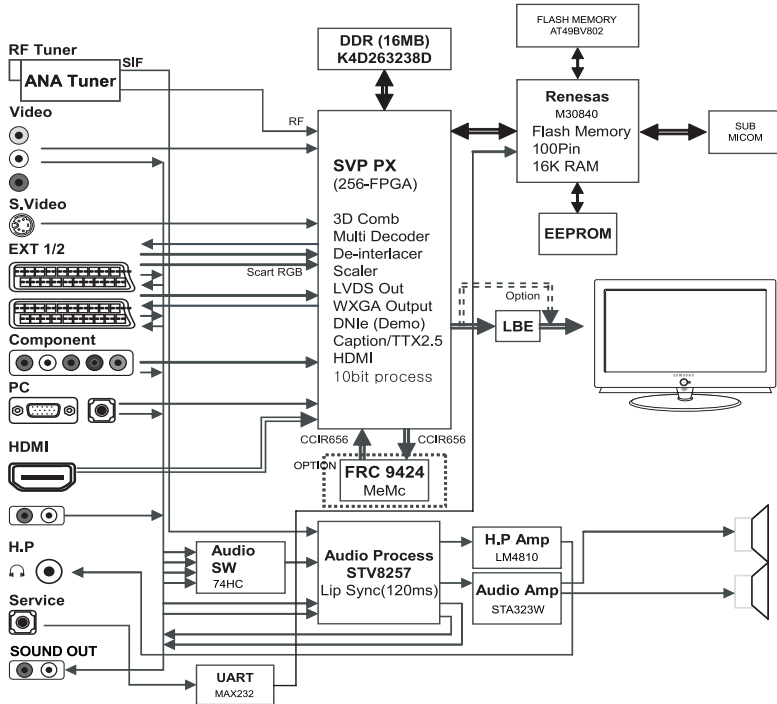 RF Tuner
SIF
ANA Tuner
Video
S.Video
EXT 1/2
Component
PC
HDMI
H.P
Service
SOUND OUT
RF
Scart RGB
DDR (16MB)
K4D263238D
SVP PX
(256-FPGA)
3D Comb
Multi Decoder
De-interlacer
Scaler
LVDS Out
WXGA Output
DNIe (Demo)
Caption/TTX2.5
HDMI
10bit process
CCIR656
CCIR656
OPTION
FRC 9424
MeMc
FLASH MEMORY
AT49BV802
Renesas
M30840
Flash Memory
100Pin
16K RAM
SUB
MICOM
EEPROM
Option
LBE
SAMSUNG
Audio
SW
74HC
Audio Process
STV8257
Lip Sync(120ms)
H.P Amp
LM4810
Audio Amp
STA323W
UART
MAX232